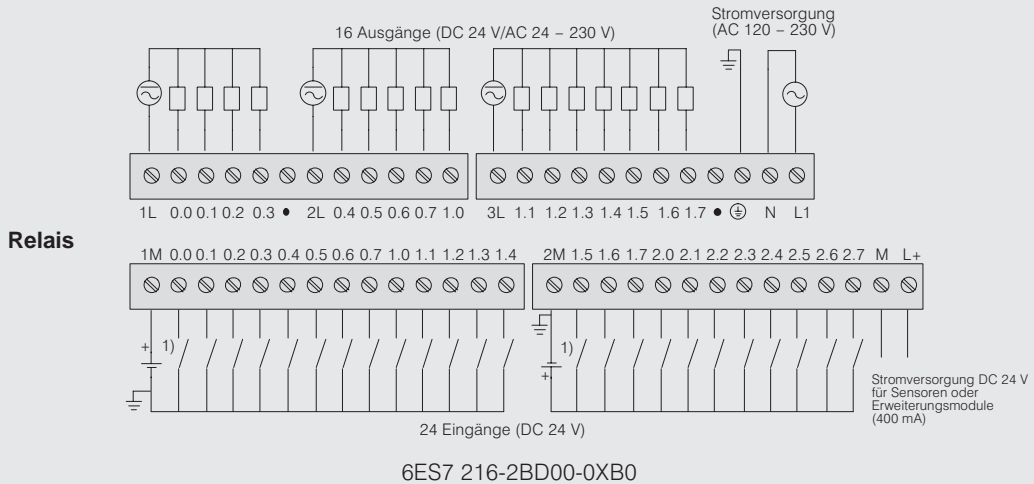 Stromversorgung
(AC 120 – 230 V)
16 Ausgänge (DC 24 V/AC 24 – 230 V)
1L 0.0 0.1 0.2 0.3 • 2L 0.4 0.5 0.6 0.7 1.0 3L 1.1 1.2 1.3 1.4 1.5 1.6 1.7 • N L1
Relais
1M 0.0 0.1 0.2 0.3 0.4 0.5 0.6 0.7 1.0 1.1 1.2 1.3 1.4 2M 1.5 1.6 1.7 2.0 2.1 2.2 2.3 2.4 2.5 2.6 2.7 M L+
+ 1) 1)
+
Stromversorgung DC 24 V
für Sensoren oder
Erweiterungsmodule
(400 mA)
24 Eingänge (DC 24 V)
6ES7 216-2BD00-0XB0